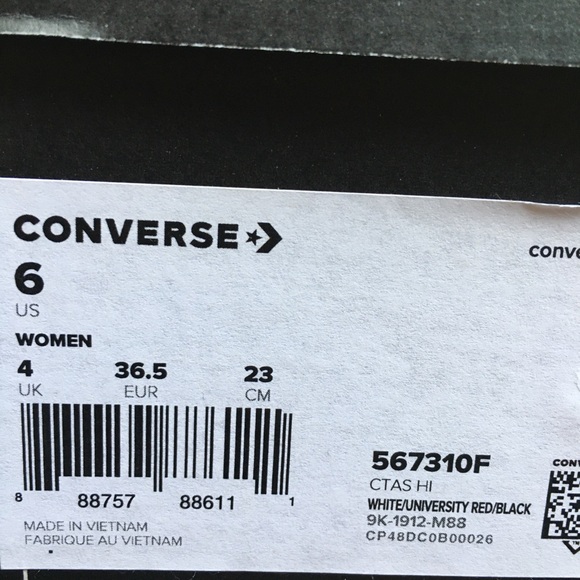 CONVERSE
6
US
WOMEN
4 36.5 23
UK EUR CM
8 88757 88611 1
MADE IN VIETNAM
FABRIQUE AU VIETNAM
567310F
CTAS HI
WHITE/UNIVERSITY RED/BLACK
9K-1912-M88
CP48DC0B00026